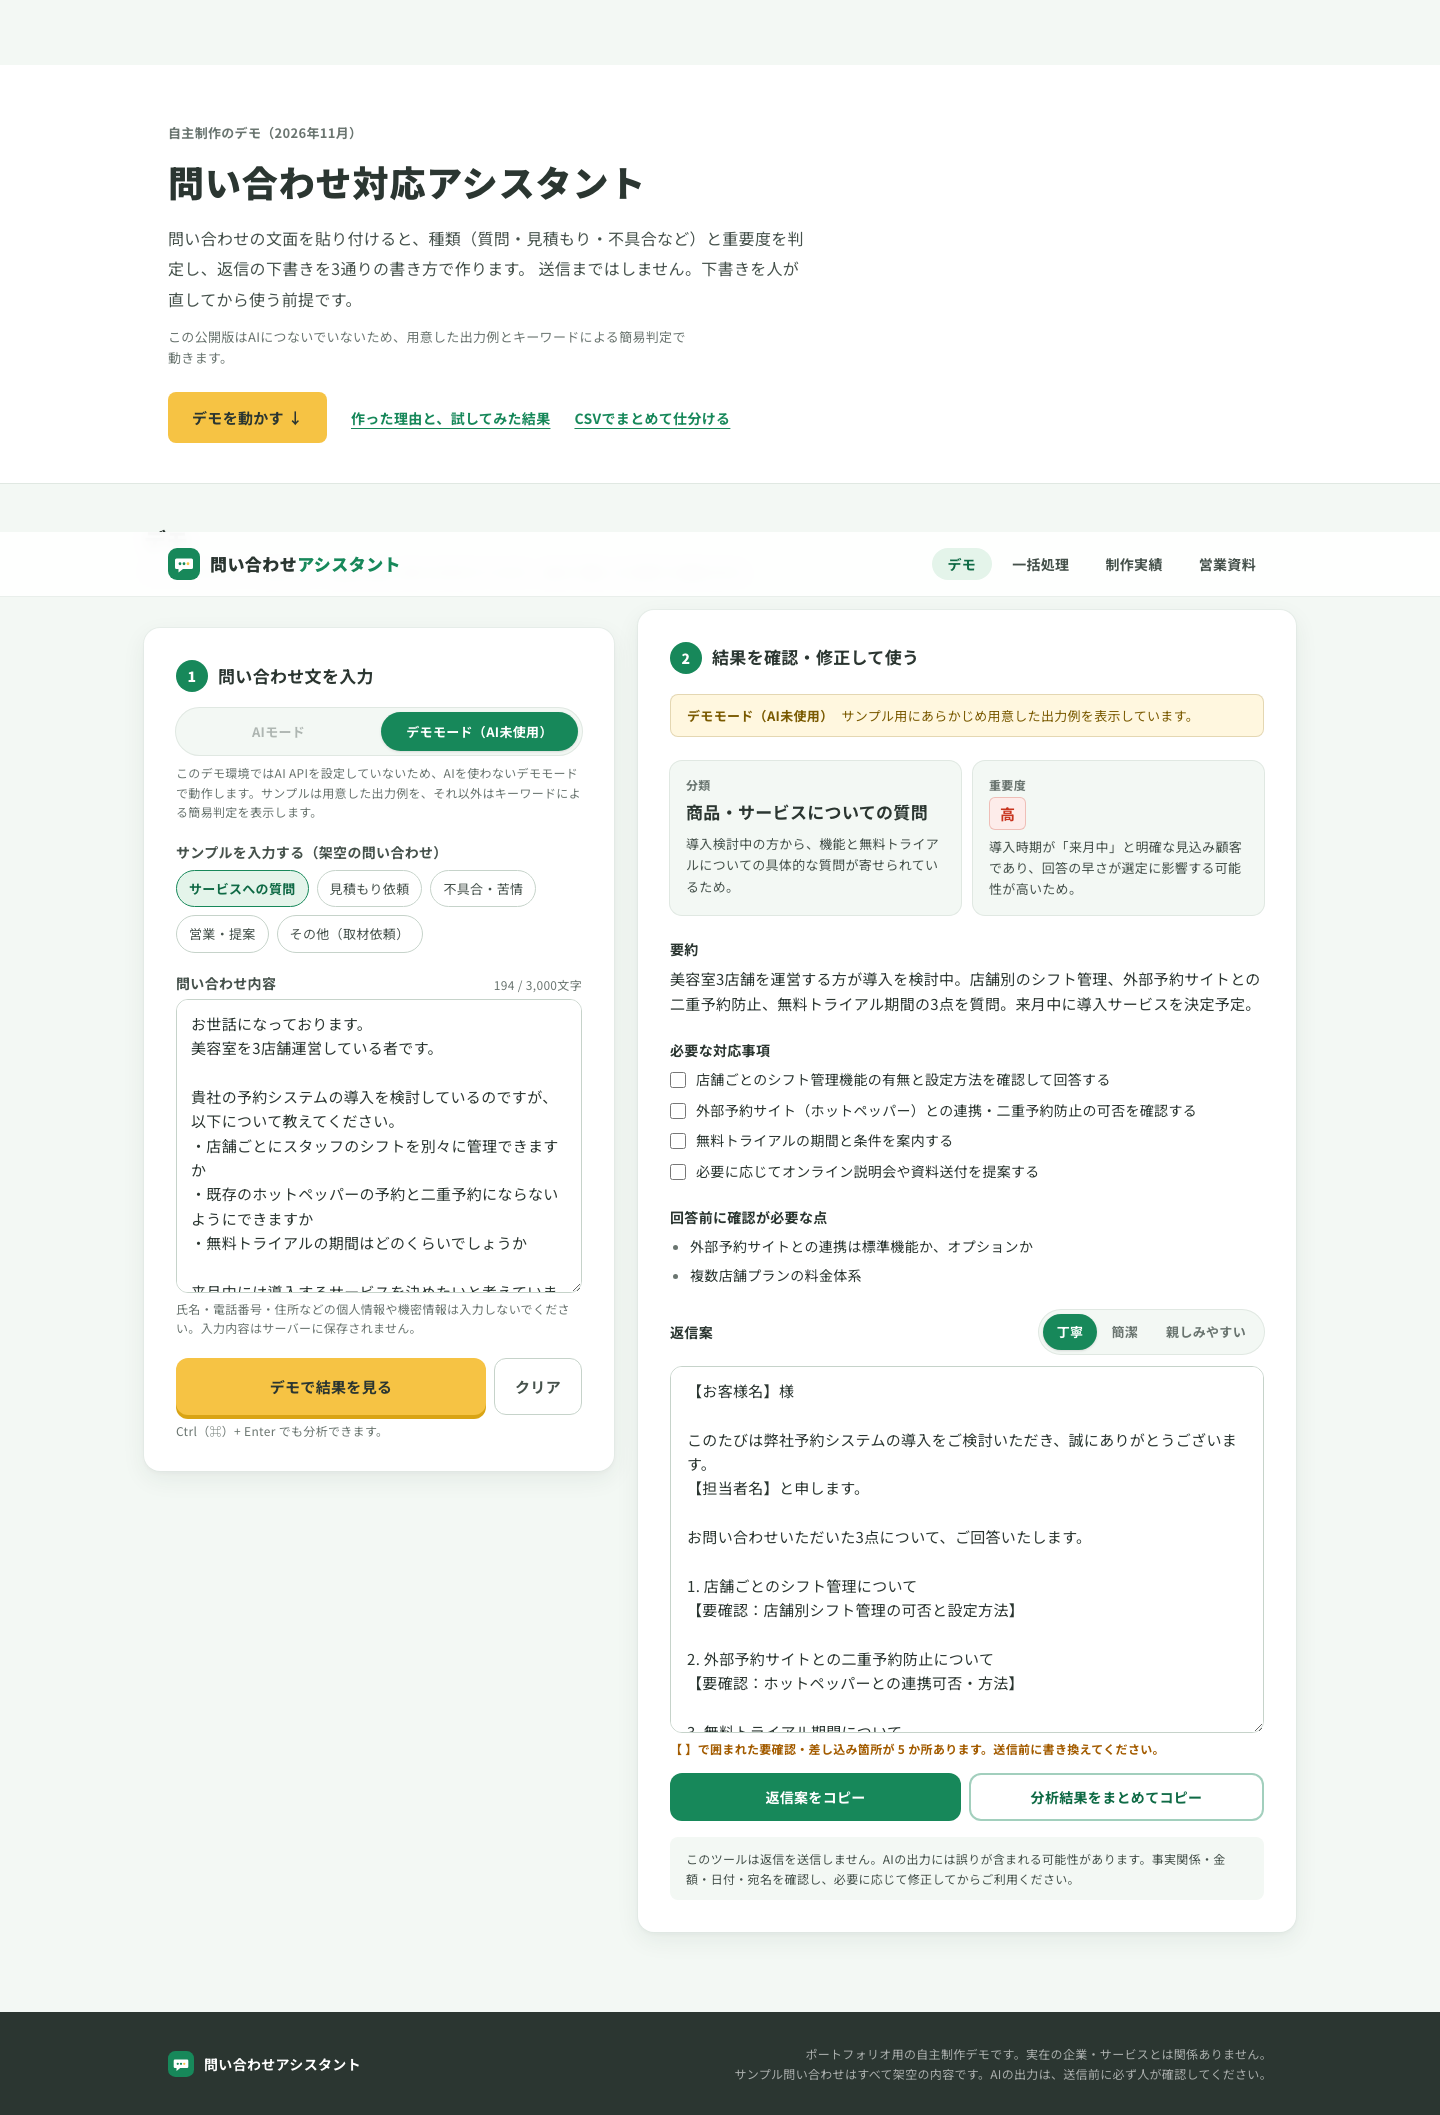 自主制作のデモ（2026年11月）
問い合わせ対応アシスタント
問い合わせの文面を貼り付けると、種類（質問・見積もり・不具合など）と重要度を判
定し、返信の下書きを3通りの書き方で作ります。 送信まではしません。下書きを人が
直してから使う前提です。
この公開版はAIにつないでいないため、用意した出力例とキーワードによる簡易判定で
動きます。
デモを動かす ↓
作った理由と、試してみた結果
CSVでまとめて仕分ける
問い合わせアシスタント
デモ
一括処理
制作実績
営業資料
1
問い合わせ文を入力
AIモード
デモモード（AI未使用）
このデモ環境ではAI APIを設定していないため、AIを使わないデモモード
で動作します。サンプルは用意した出力例を、それ以外はキーワードによ
る簡易判定を表示します。
サンプルを入力する（架空の問い合わせ）
サービスへの質問
見積もり依頼
不具合・苦情
営業・提案
その他（取材依頼）
問い合わせ内容
194 / 3,000文字
お世話になっております。
美容室を3店舗運営している者です。
貴社の予約システムの導入を検討しているのですが、
以下について教えてください。
・店舗ごとにスタッフのシフトを別々に管理できます
か
・既存のホットペッパーの予約と二重予約にならない
ようにできますか
・無料トライアルの期間はどのくらいでしょうか
来月中には導入するサービスを決めたいと考えていま
氏名・電話番号・住所などの個人情報や機密情報は入力しないでくださ
い。入力内容はサーバーに保存されません。
デモで結果を見る
クリア
Ctrl（⌘）+ Enter でも分析できます。
2
結果を確認・修正して使う
デモモード（AI未使用） サンプル用にあらかじめ用意した出力例を表示しています。
分類
商品・サービスについての質問
導入検討中の方から、機能と無料トライア
ルについての具体的な質問が寄せられてい
るため。
重要度
高
導入時期が「来月中」と明確な見込み顧客
であり、回答の早さが選定に影響する可能
性が高いため。
要約
美容室3店舗を運営する方が導入を検討中。店舗別のシフト管理、外部予約サイトとの
二重予約防止、無料トライアル期間の3点を質問。来月中に導入サービスを決定予定。
必要な対応事項
店舗ごとのシフト管理機能の有無と設定方法を確認して回答する
外部予約サイト（ホットペッパー）との連携・二重予約防止の可否を確認する
無料トライアルの期間と条件を案内する
必要に応じてオンライン説明会や資料送付を提案する
回答前に確認が必要な点
• 外部予約サイトとの連携は標準機能か、オプションか
• 複数店舗プランの料金体系
返信案
丁寧
簡潔
親しみやすい
【お客様名】様
このたびは弊社予約システムの導入をご検討いただき、誠にありがとうございま
す。
【担当者名】と申します。
お問い合わせいただいた3点について、ご回答いたします。
1. 店舗ごとのシフト管理について
【要確認：店舗別シフト管理の可否と設定方法】
2. 外部予約サイトとの二重予約防止について
【要確認：ホットペッパーとの連携可否・方法】
3. 無料トライアル期間について
【 】で囲まれた要確認・差し込み箇所が 5 か所あります。送信前に書き換えてください。
返信案をコピー
分析結果をまとめてコピー
このツールは返信を送信しません。AIの出力には誤りが含まれる可能性があります。事実関係・金
額・日付・宛名を確認し、必要に応じて修正してからご利用ください。
問い合わせアシスタント
ポートフォリオ用の自主制作デモです。実在の企業・サービスとは関係ありません。
サンプル問い合わせはすべて架空の内容です。AIの出力は、送信前に必ず人が確認してください。